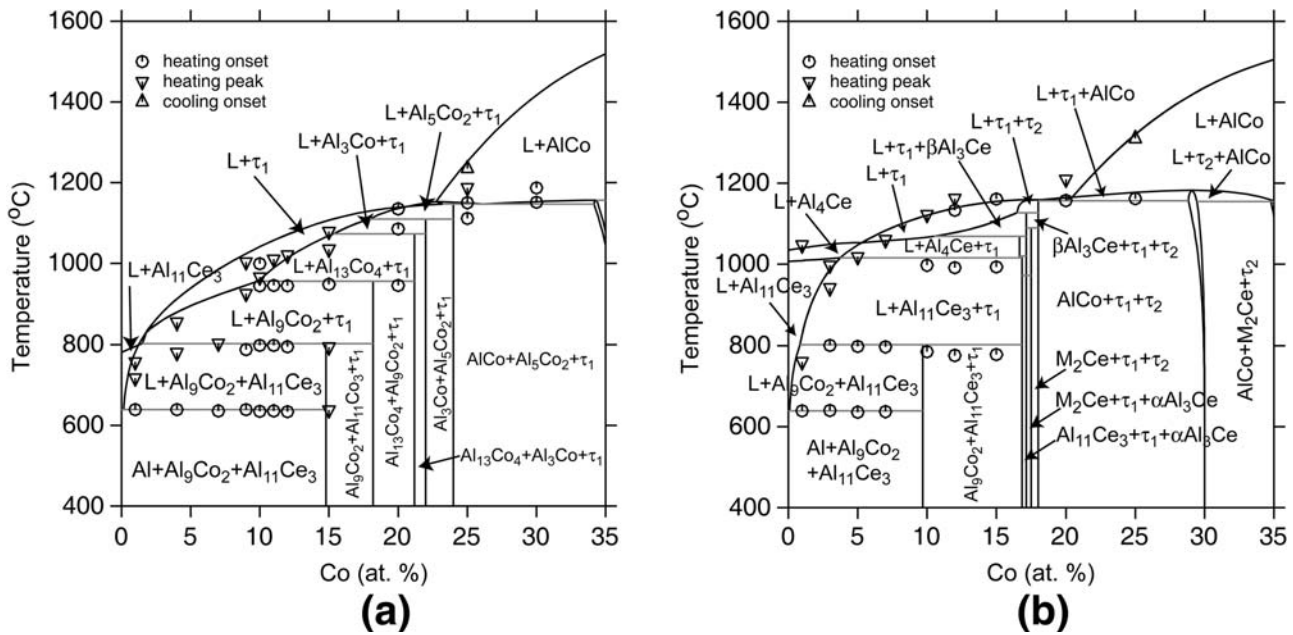 1600
1400
1200
1000
800
600
400
Temperature (°C)
heating onset
heating peak
cooling onset
L+Al₅Co₂+τ₁
L+Al₃Co+τ₁
L+τ₁
L+AlCo
L+Al₁₁Ce₃
L+Al₁₃Co₄+τ₁
L+Al₉Co₂+τ₁
L+Al₉Co₂+Al₁₁Ce₃
Al+Al₉Co₂+Al₁₁Ce₃
Al₉Co₂+Al₁₁Co₃+τ₁
Al₁₃Co₄+Al₉Co₂+τ₁
Al₃Co+Al₅Co₂+τ₁
AlCo+Al₅Co₂+τ₁
Al₁₃Co₄+Al₃Co+τ₁
0 5 10 15 20 25 30 35
Co (at. %)
(a)
1600
1400
1200
1000
800
600
400
Temperature (°C)
heating onset
heating peak
cooling onset
L+τ₁+AlCo
L+τ₁+τ₂
L+τ₁+βAl₃Ce
L+τ₁
L+AlCo
L+τ₂+AlCo
L+Al₄Ce
L+Al₄Ce+τ₁
βAl₃Ce+τ₁+τ₂
L+Al₁₁Ce₃
L+Al₁₁Ce₃+τ₁
AlCo+τ₁+τ₂
AlCo+M₂Ce+τ₂
L+Al₉Co₂+Al₁₁Ce₃
M₂Ce+τ₁+τ₂
M₂Ce+τ₁+αAl₃Ce
Al₁₁Ce₃+τ₁+αAl₃Ce
Al₉Co₂+Al₁₁Ce₃+τ₁
Al+Al₉Co₂
+Al₁₁Ce₃
0 5 10 15 20 25 30 35
Co (at. %)
(b)